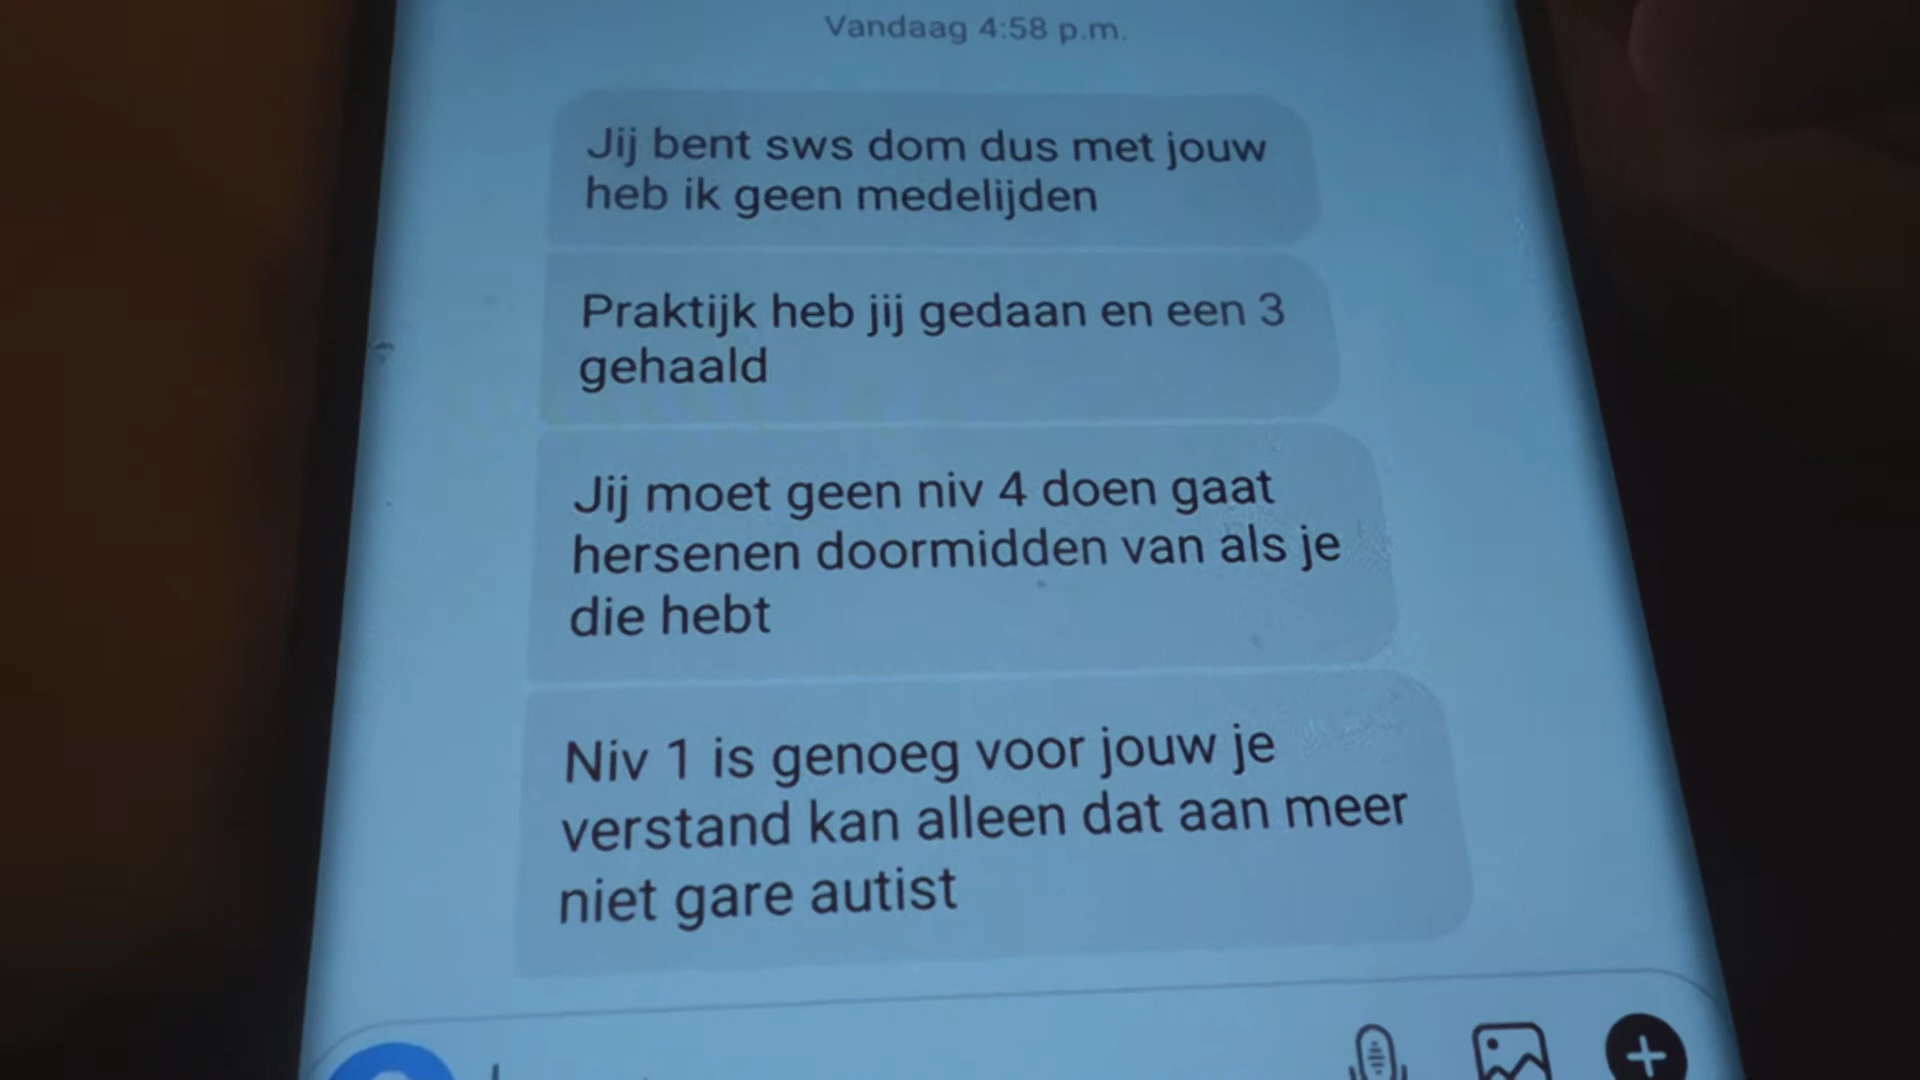 Vandaag 4:58 p.m.
Jij bent sws dom dus met jouw
heb ik geen medelijden
Praktijk heb jij gedaan en een 3
gehaald
Jij moet geen niv 4 doen gaat
hersenen doormidden van als je
die hebt
Niv 1 is genoeg voor jouw je
verstand kan alleen dat aan meer
niet gare autist